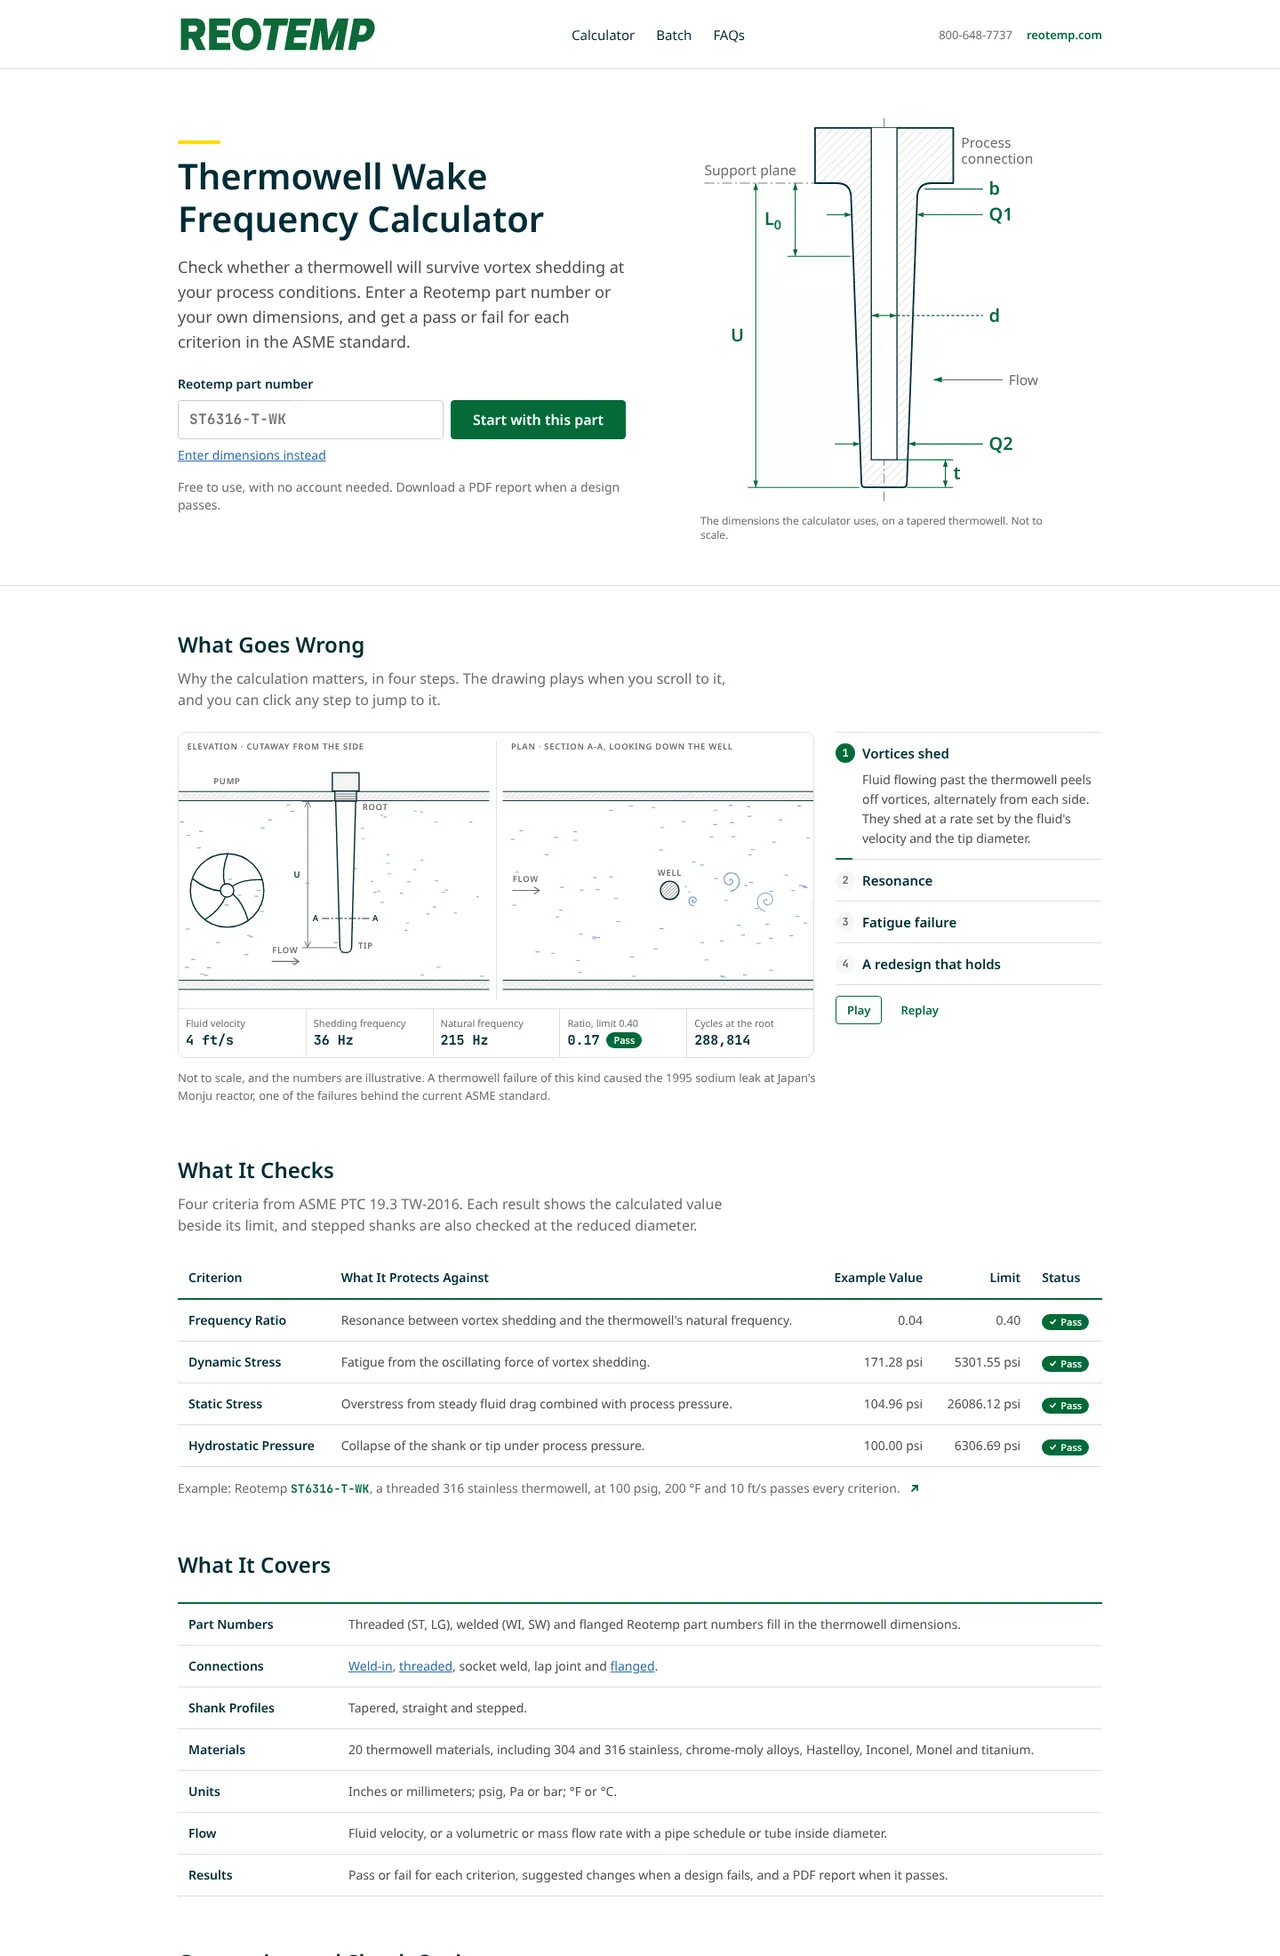 REOTEMP
Calculator
Batch
FAQs
800-648-7737
reotemp.com
Thermowell Wake
Frequency Calculator
Check whether a thermowell will survive vortex shedding at
your process conditions. Enter a Reotemp part number or
your own dimensions, and get a pass or fail for each
criterion in the ASME standard.
Reotemp part number
ST6316-T-WK
Start with this part
Enter dimensions instead
Free to use, with no account needed. Download a PDF report when a design
passes.
Process
connection
Support plane
b
Q1
L0
d
U
Flow
Q2
t
The dimensions the calculator uses, on a tapered thermowell. Not to
scale.
What Goes Wrong
Why the calculation matters, in four steps. The drawing plays when you scroll to it,
and you can click any step to jump to it.
ELEVATION · CUTAWAY FROM THE SIDE
PUMP
ROOT
U
A
A
FLOW
TIP
PLAN · SECTION A-A, LOOKING DOWN THE WELL
FLOW
WELL
Fluid velocity
4 ft/s
Shedding frequency
36 Hz
Natural frequency
215 Hz
Ratio, limit 0.40
0.17 Pass
Cycles at the root
288,814
1 Vortices shed
Fluid flowing past the thermowell peels
off vortices, alternately from each side.
They shed at a rate set by the fluid's
velocity and the tip diameter.
2 Resonance
3 Fatigue failure
4 A redesign that holds
Play
Replay
Not to scale, and the numbers are illustrative. A thermowell failure of this kind caused the 1995 sodium leak at Japan's
Monju reactor, one of the failures behind the current ASME standard.
What It Checks
Four criteria from ASME PTC 19.3 TW-2016. Each result shows the calculated value
beside its limit, and stepped shanks are also checked at the reduced diameter.
Criterion What It Protects Against Example Value Limit Status
Frequency Ratio Resonance between vortex shedding and the thermowell's natural frequency. 0.04 0.40 ✓ Pass
Dynamic Stress Fatigue from the oscillating force of vortex shedding. 171.28 psi 5301.55 psi ✓ Pass
Static Stress Overstress from steady fluid drag combined with process pressure. 104.96 psi 26086.12 psi ✓ Pass
Hydrostatic Pressure Collapse of the shank or tip under process pressure. 100.00 psi 6306.69 psi ✓ Pass
Example: Reotemp ST6316-T-WK, a threaded 316 stainless thermowell, at 100 psig, 200 °F and 10 ft/s passes every criterion.
What It Covers
Part Numbers Threaded (ST, LG), welded (WI, SW) and flanged Reotemp part numbers fill in the thermowell dimensions.
Connections Weld-in, threaded, socket weld, lap joint and flanged.
Shank Profiles Tapered, straight and stepped.
Materials 20 thermowell materials, including 304 and 316 stainless, chrome-moly alloys, Hastelloy, Inconel, Monel and titanium.
Units Inches or millimeters; psig, Pa or bar; °F or °C.
Flow Fluid velocity, or a volumetric or mass flow rate with a pipe schedule or tube inside diameter.
Results Pass or fail for each criterion, suggested changes when a design fails, and a PDF report when it passes.